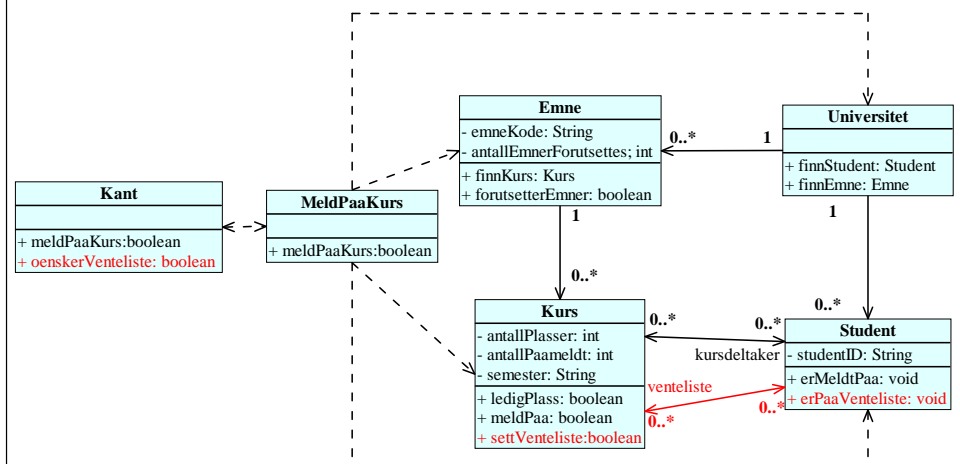 Emne
- emneKode: String
- antallEmnerForutsettes; int
+ finnKurs: Kurs
+ forutsetterEmner: boolean
0..*
1
Universitet
+ finnStudent: Student
+ finnEmne: Emne
Kant
+ meldPaaKurs:boolean
+ oenskerVenteliste: boolean
MeldPaaKurs
+ meldPaaKurs:boolean
1
0..*
1
0..*
Kurs
- antallPlasser: int
- antallPaameldt: int
- semester: String
+ ledigPlass: boolean
+ meldPaa: boolean
+ settVenteliste:boolean
0..*
0..*
kursdeltaker
venteliste
0..*
0..*
Student
- studentID: String
+ erMeldtPaa: void
+ erPaaVenteliste: void